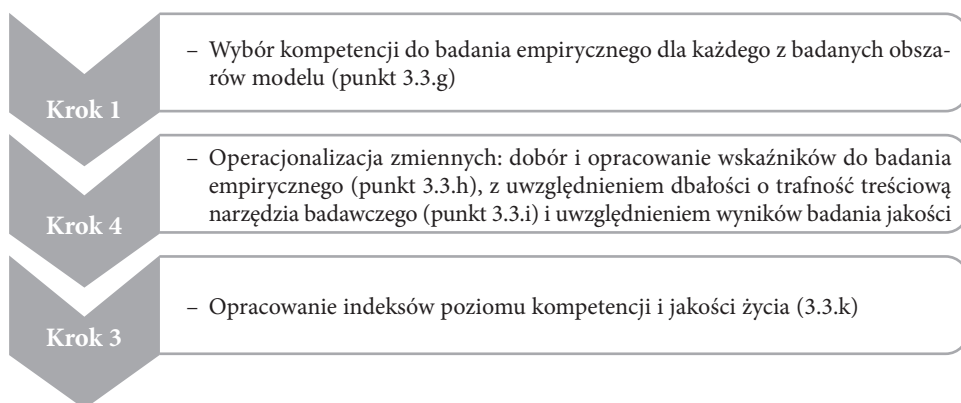 – Wybór kompetencji do badania empirycznego dla każdego z badanych obsza-
rów modelu (punkt 3.3.g)
Krok 1
– Operacjonalizacja zmiennych: dobór i opracowanie wskaźników do badania
empirycznego (punkt 3.3.h), z uwzględnieniem dbałości o trafność treściową
narzędzia badawczego (punkt 3.3.i) i uwzględnieniem wyników badania jakości
Krok 4
– Opracowanie indeksów poziomu kompetencji i jakości życia (3.3.k)
Krok 3